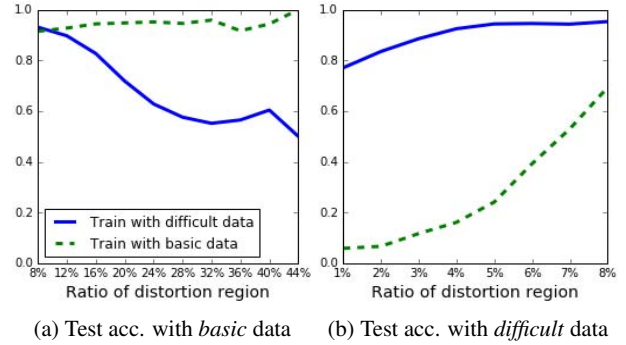 1.0
0.8
0.6
0.4
0.2
0.0
Train with difficult data
Train with basic data
8% 12% 16% 20% 24% 28% 32% 36% 40% 44%
Ratio of distortion region
(a) Test acc. with basic data
1.0
0.8
0.6
0.4
0.2
0.0
1% 2% 3% 4% 5% 6% 7% 8%
Ratio of distortion region
(b) Test acc. with difficult data